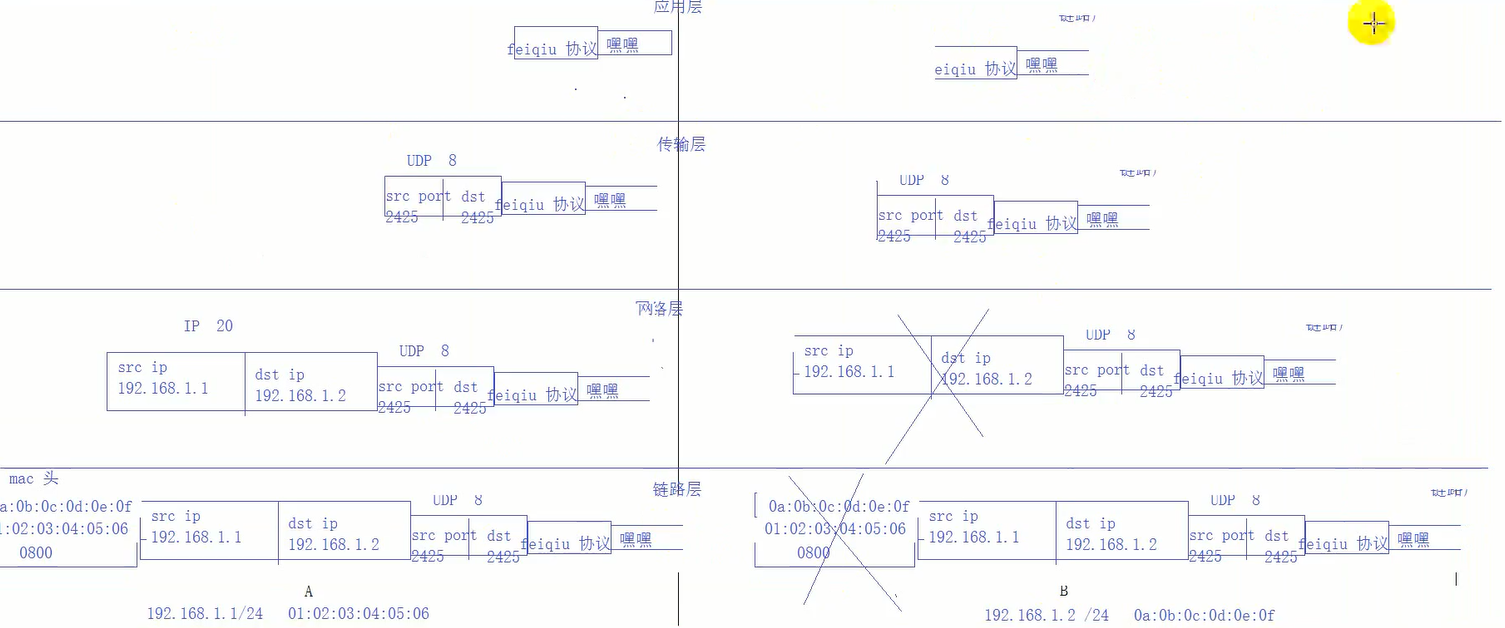 应用层
feiqiu 协议 嘿嘿
eiqiu 协议 嘿嘿
传输层
UDP 8
src port dst
2425 2425
feiqiu 协议 嘿嘿
UDP 8
src port dst
2425 2425
feiqiu 协议 嘿嘿
网络层
IP 20
src ip
192.168.1.1
dst ip
192.168.1.2
UDP 8
src port dst
2425 2425
feiqiu 协议 嘿嘿
src ip
192.168.1.1
dst ip
192.168.1.2
UDP 8
src port dst
2425 2425
feiqiu 协议 嘿嘿
链路层
mac 头
a:0b:0c:0d:0e:0f
1:02:03:04:05:06
0800
src ip
192.168.1.1
dst ip
192.168.1.2
UDP 8
src port dst
2425 2425
feiqiu 协议 嘿嘿
A
192.168.1.1/24 01:02:03:04:05:06
0a:0b:0c:0d:0e:0f
01:02:03:04:05:06
0800
src ip
192.168.1.1
dst ip
192.168.1.2
UDP 8
src port dst
2425 2425
feiqiu 协议 嘿嘿
B
192.168.1.2 /24 0a:0b:0c:0d:0e:0f